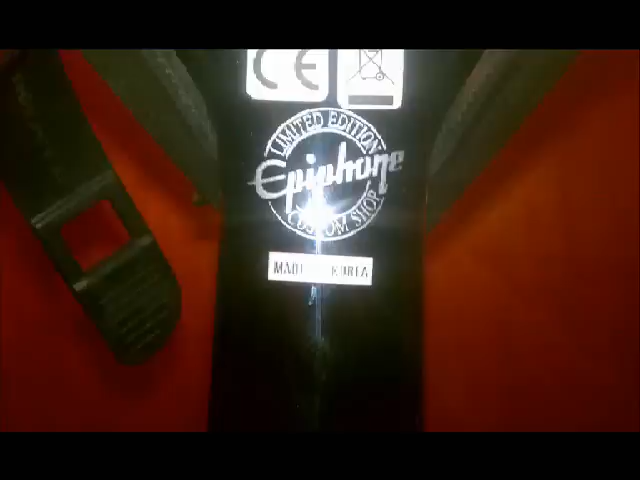 CE
LIMITED EDITION
Epiphone
CUSTOM SHOP
MADE KOREA